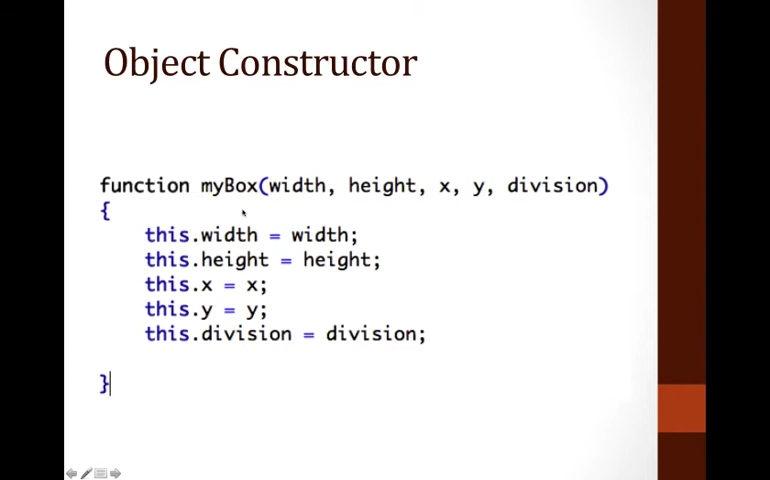 Object Constructor
function myBox(width, height, x, y, division)
{
this.width = width;
this.height = height;
this.x = x;
this.y = y;
this.division = division;
}